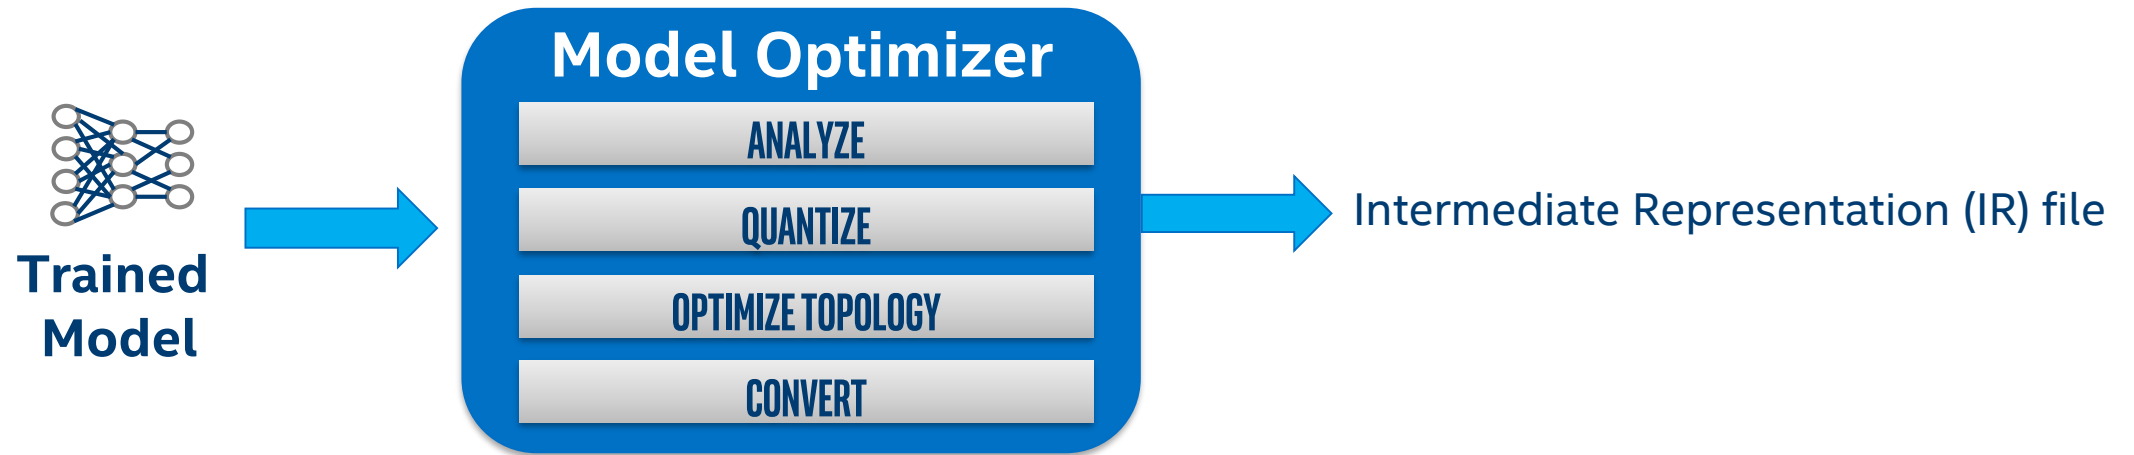 Trained
Model
Model Optimizer
ANALYZE
QUANTIZE
OPTIMIZE TOPOLOGY
CONVERT
Intermediate Representation (IR) file